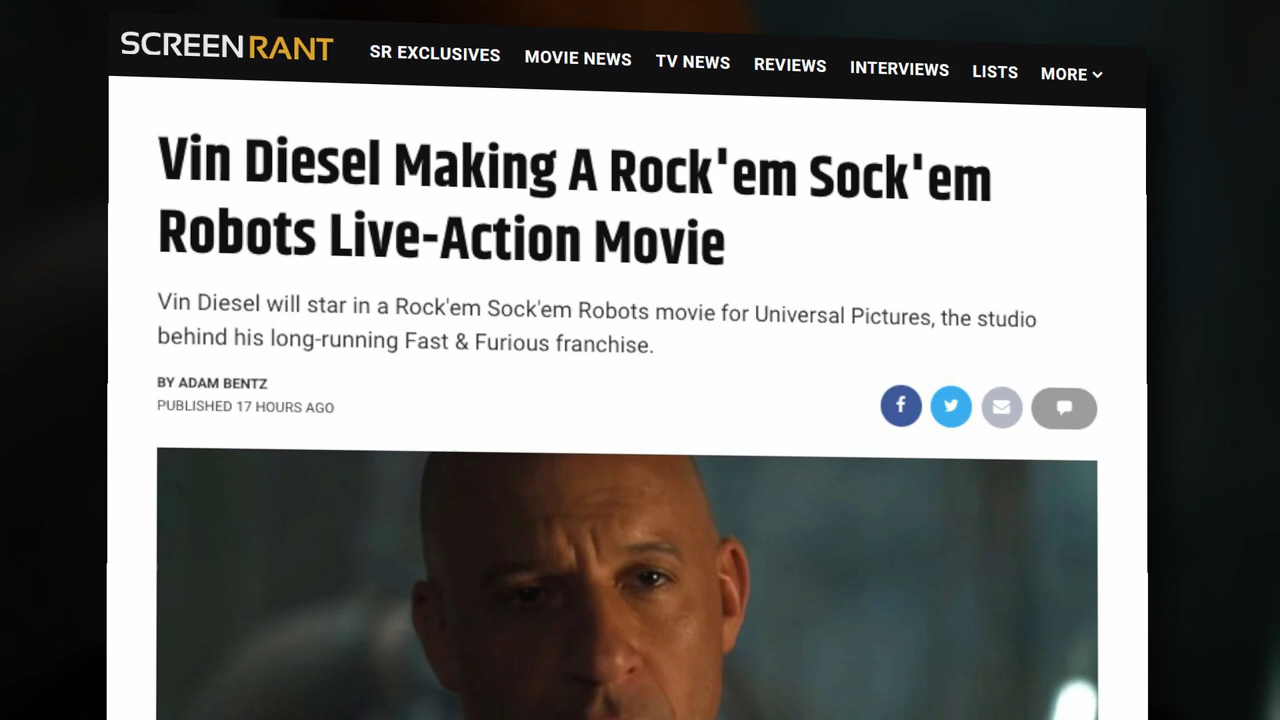 SCREENRANT SR EXCLUSIVES MOVIE NEWS TV NEWS REVIEWS INTERVIEWS LISTS MORE
Vin Diesel Making A Rock'em Sock'em
Robots Live-Action Movie
Vin Diesel will star in a Rock'em Sock'em Robots movie for Universal Pictures, the studio
behind his long-running Fast & Furious franchise.
BY ADAM BENTZ
PUBLISHED 17 HOURS AGO